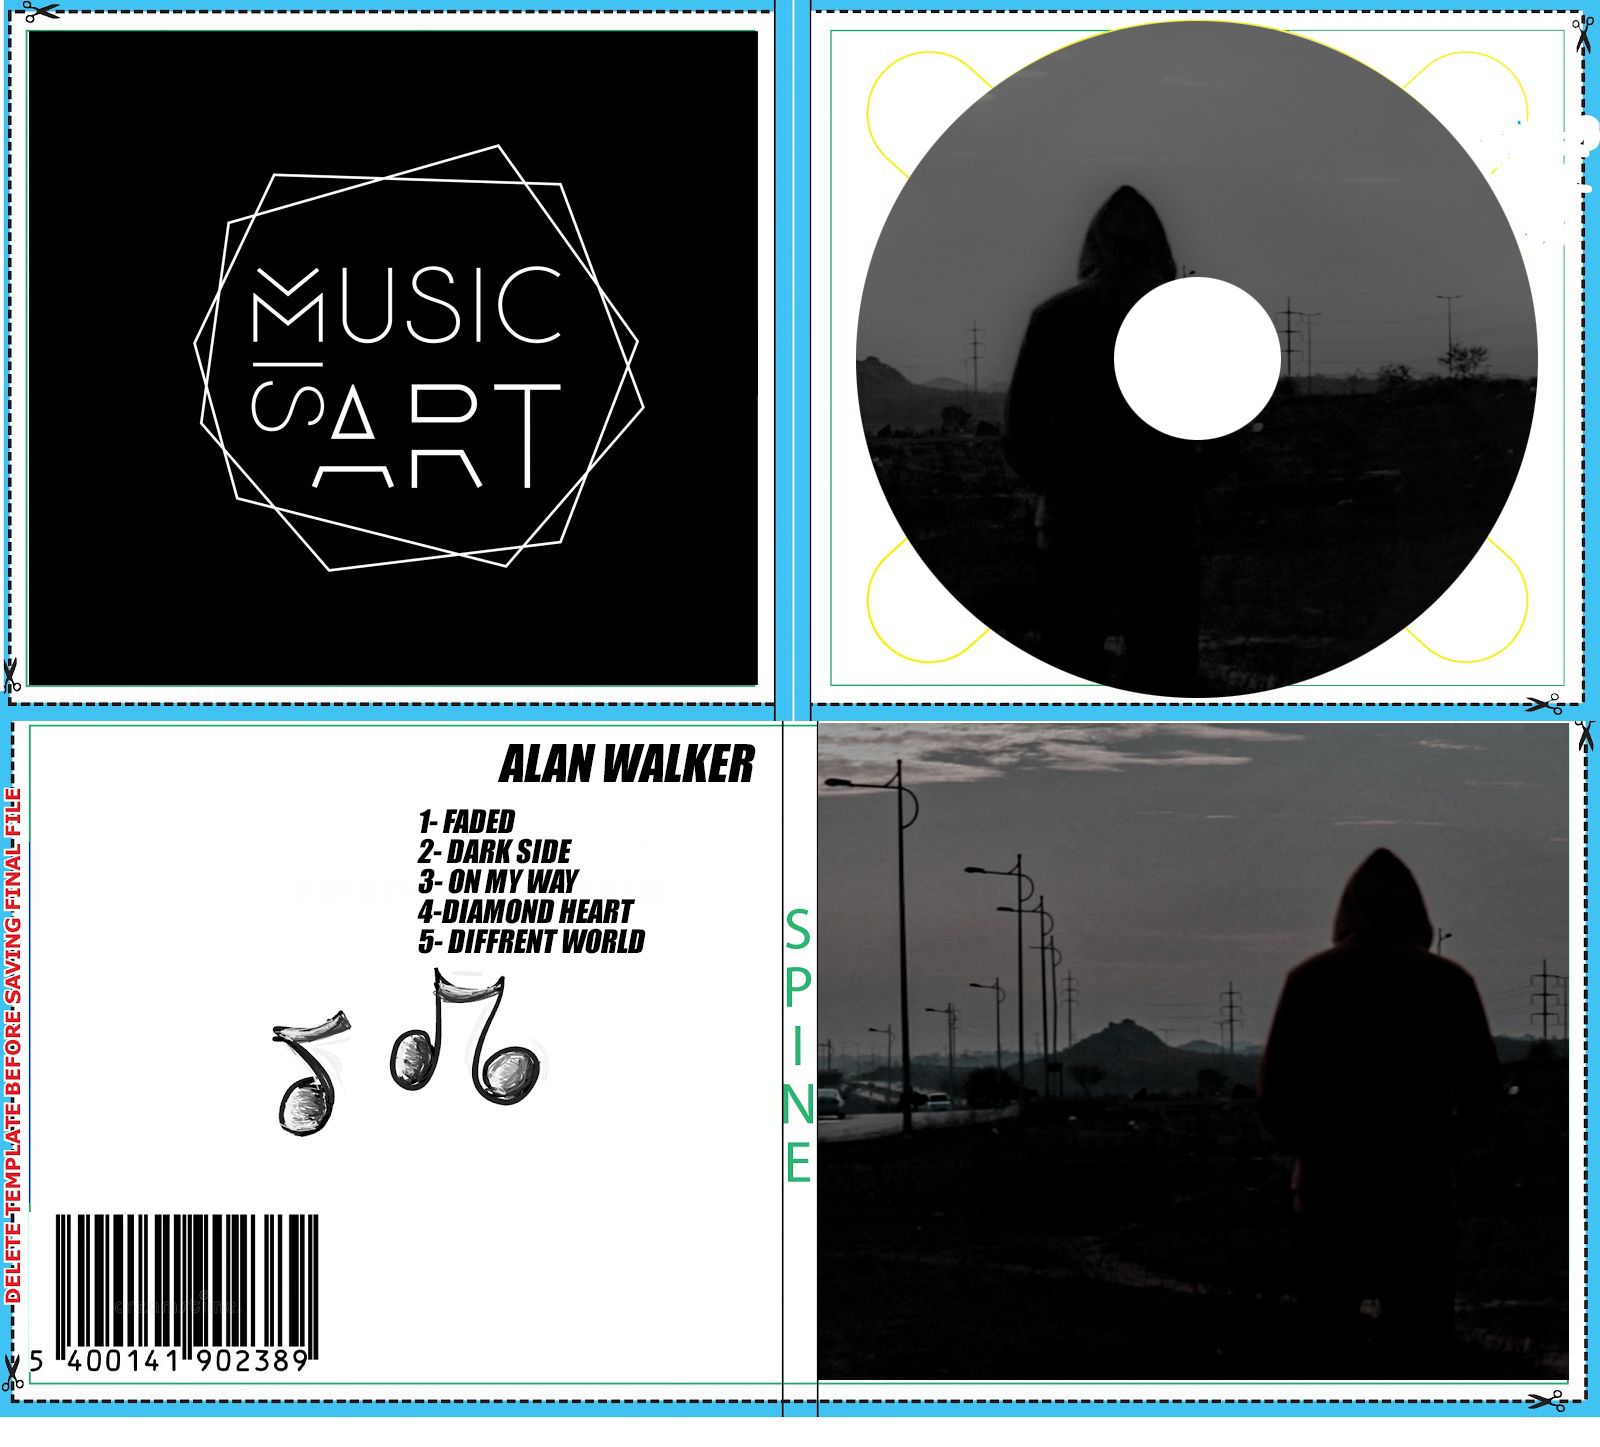 MUSIC
IS
ART
ALAN WALKER
1- FADED
2- DARK SIDE
3- ON MY WAY
4-DIAMOND HEART
5- DIFFRENT WORLD
SPINE
DELETE TEMPLATE BEFORE SAVING FINAL FILE
dreamstime.
5 400141 902389